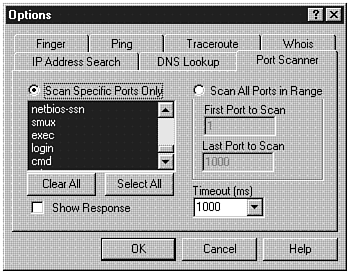 Options
Finger Ping Traceroute Whois
IP Address Search DNS Lookup Port Scanner
Scan Specific Ports Only
Scan All Ports in Range
netbios-ssn
smux
exec
login
cmd
First Port to Scan
1
Last Port to Scan
1000
Clear All Select All
Timeout (ms)
Show Response
1000
OK Cancel Help